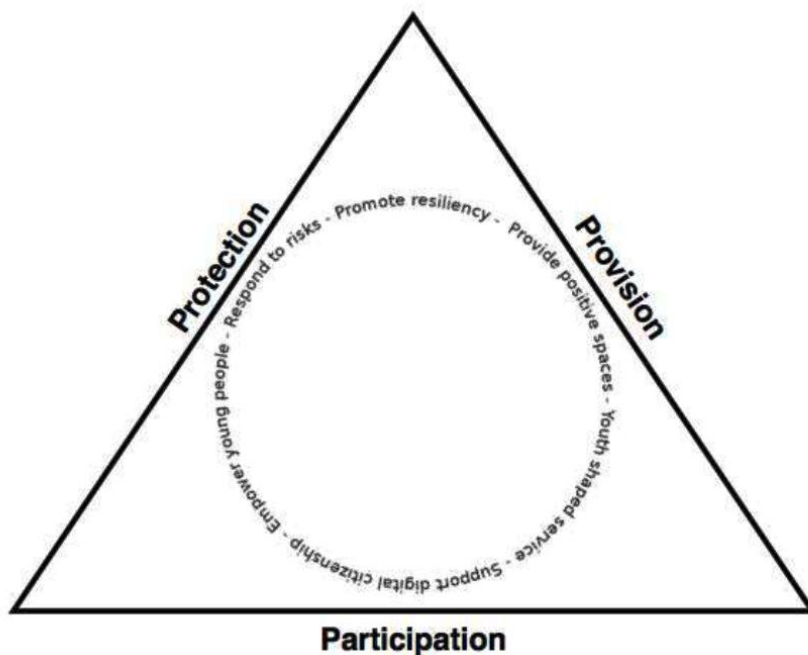 Protection
Provision
Respond to risks - Promote resiliency - Provide positive spaces - Youth shaped service - Support digital citizenship - Empower young people -
Participation